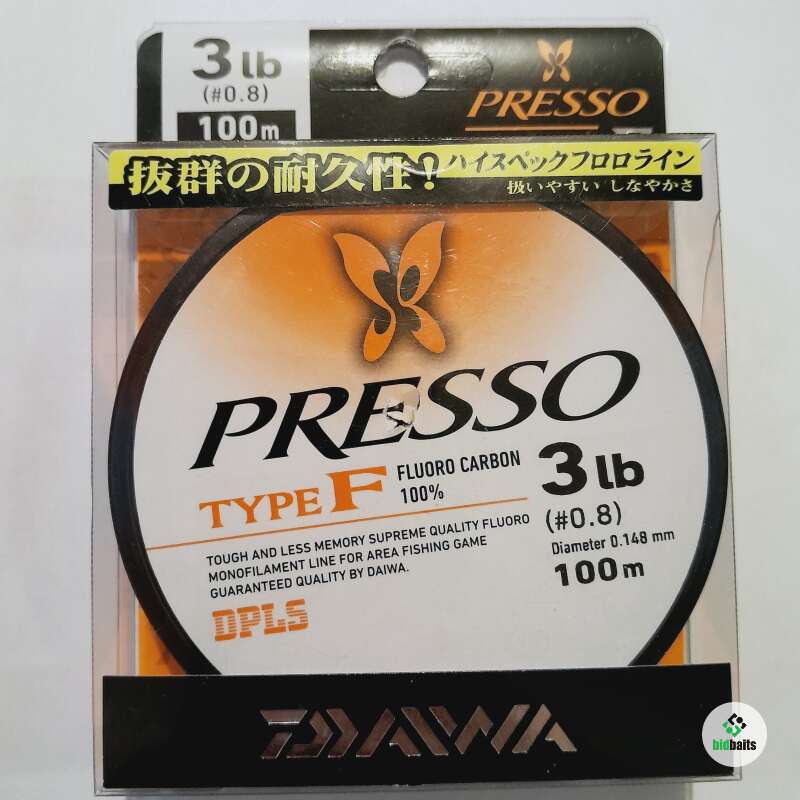 3 lb
(#0.8)
100m
PRESSO
抜群の耐久性！
ハイスペックフロロライン
扱いやすい しなやかさ
PRESSO
TYPE F
FLUORO CARBON
100%
3 lb
(#0.8)
Diameter 0.148 mm
100m
TOUGH AND LESS MEMORY SUPREME QUALITY FLUORO
MONOFILAMENT LINE FOR AREA FISHING GAME
GUARANTEED QUALITY BY DAIWA.
DPLS
DAIWA
bidbaits